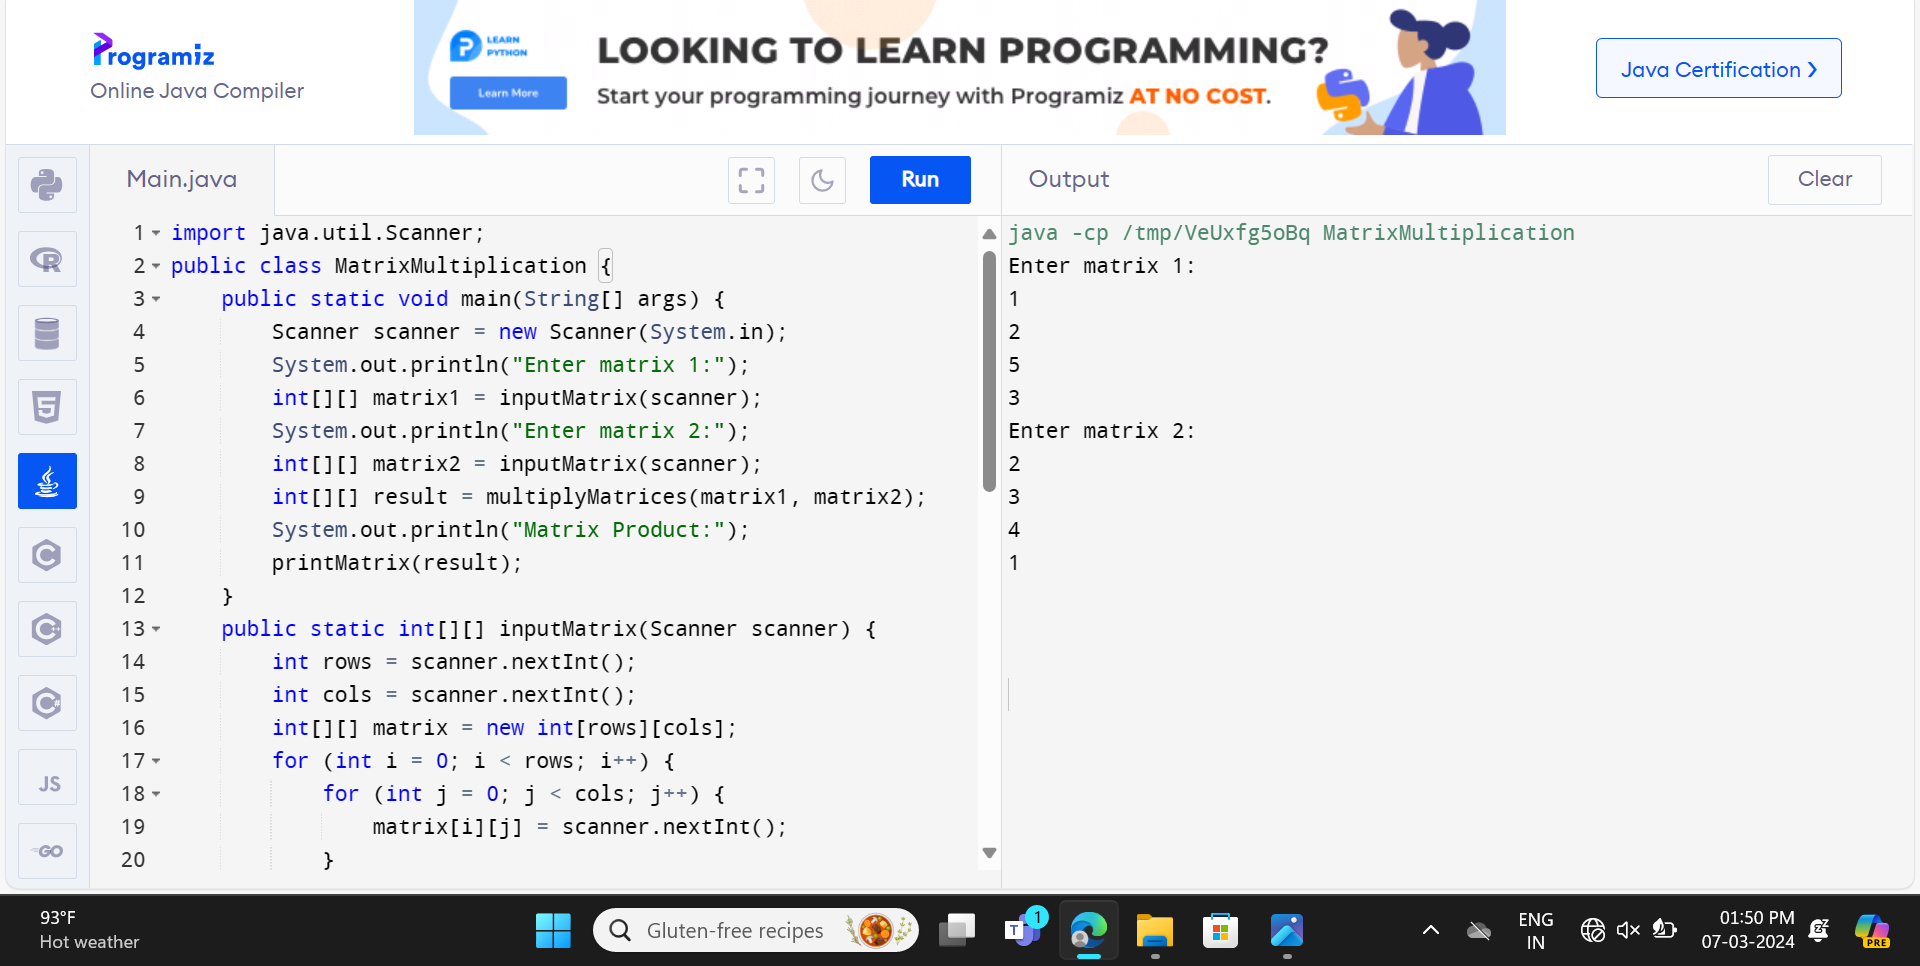 Programiz
Online Java Compiler
LEARN
PYTHON
Learn More
LOOKING TO LEARN PROGRAMMING?
Start your programming journey with Programiz AT NO COST.
Java Certification ›
Main.java
Run
Output
Clear
1 import java.util.Scanner;
2 public class MatrixMultiplication {
3     public static void main(String[] args) {
4         Scanner scanner = new Scanner(System.in);
5         System.out.println("Enter matrix 1:");
6         int[][] matrix1 = inputMatrix(scanner);
7         System.out.println("Enter matrix 2:");
8         int[][] matrix2 = inputMatrix(scanner);
9         int[][] result = multiplyMatrices(matrix1, matrix2);
10         System.out.println("Matrix Product:");
11         printMatrix(result);
12     }
13     public static int[][] inputMatrix(Scanner scanner) {
14         int rows = scanner.nextInt();
15         int cols = scanner.nextInt();
16         int[][] matrix = new int[rows][cols];
17         for (int i = 0; i < rows; i++) {
18             for (int j = 0; j < cols; j++) {
19                 matrix[i][j] = scanner.nextInt();
20             }
java -cp /tmp/VeUxfg5oBq MatrixMultiplication
Enter matrix 1:
1
2
5
3
Enter matrix 2:
2
3
4
1
JS
GO
93°F
Hot weather
Gluten-free recipes
T
1
ENG
IN
01:50 PM
07-03-2024
PRE